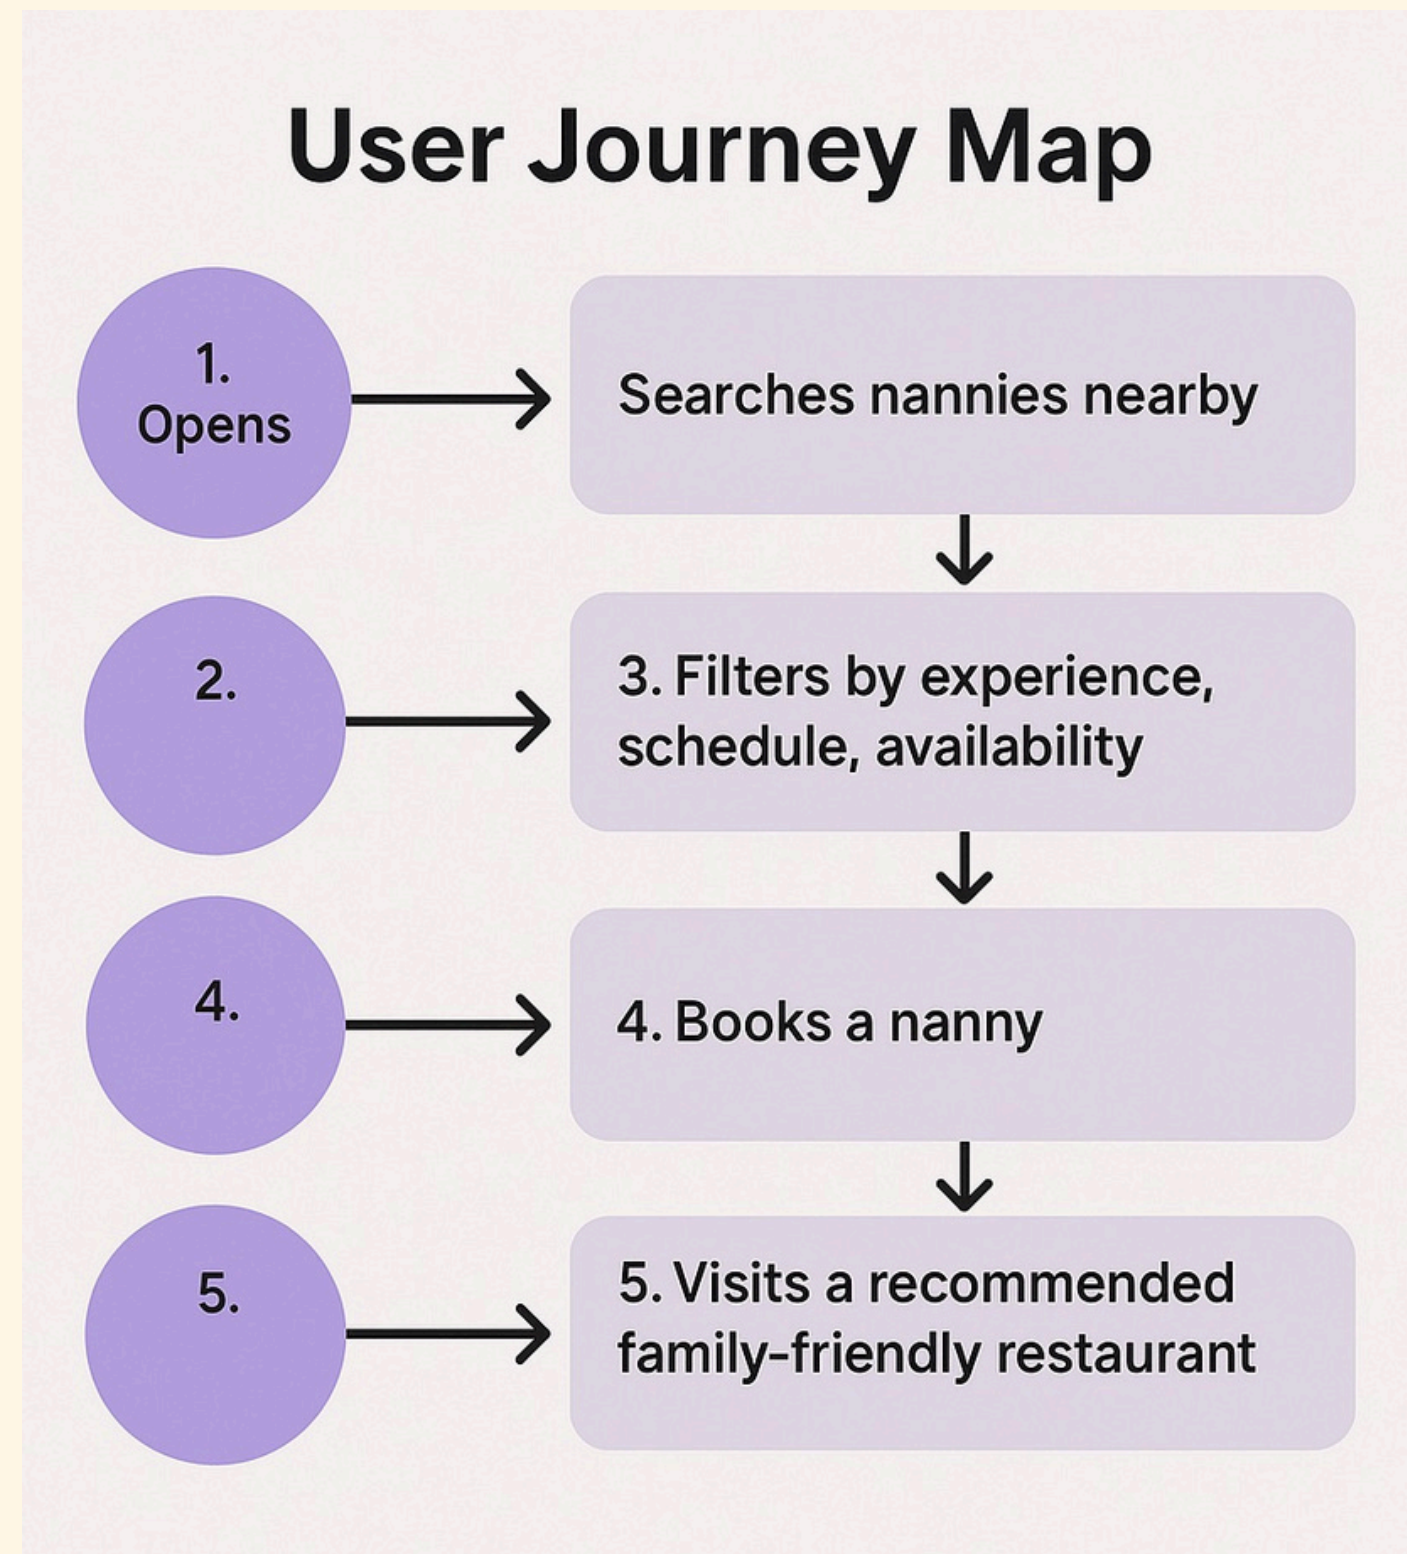 User Journey Map
1.
Opens
Searches nannies nearby
2.
3. Filters by experience,
schedule, availability
4.
4. Books a nanny
5.
5. Visits a recommended
family-friendly restaurant